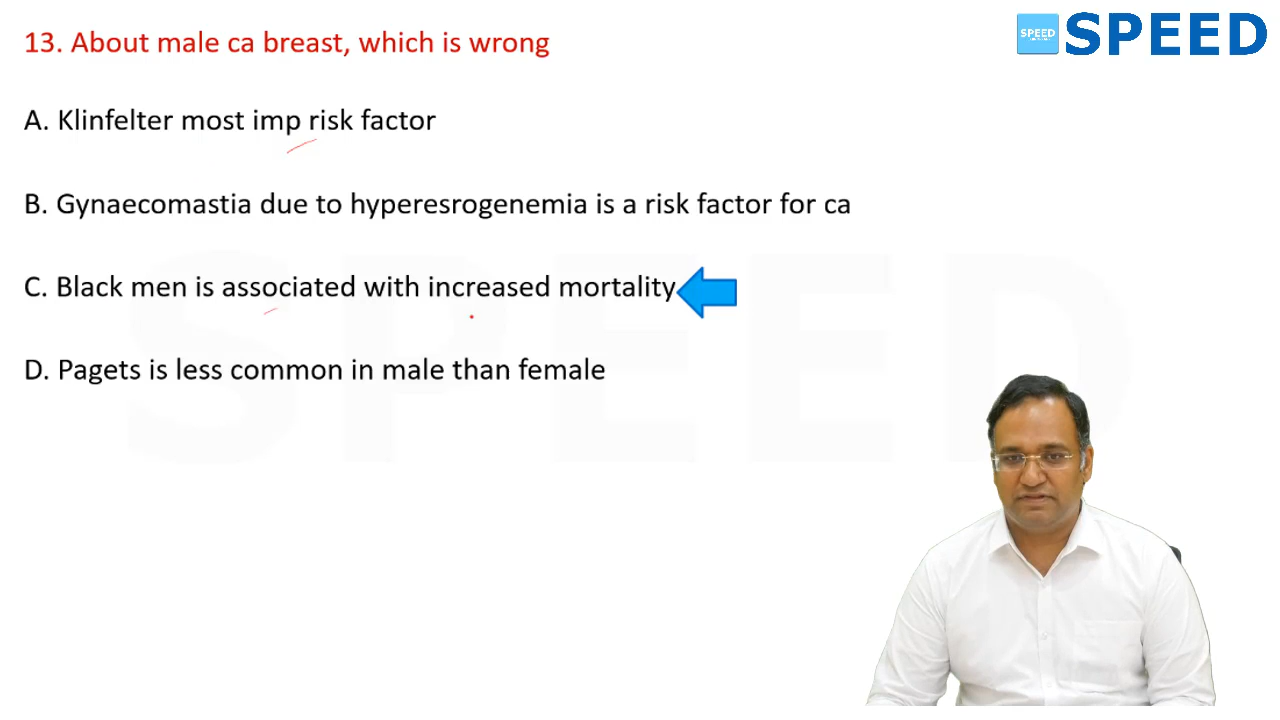 13. About male ca breast, which is wrong
SPEED
SPEED
A. Klinfelter most imp risk factor
B. Gynaecomastia due to hyperesrogenemia is a risk factor for ca
C. Black men is associated with increased mortality
D. Pagets is less common in male than female
SPEED